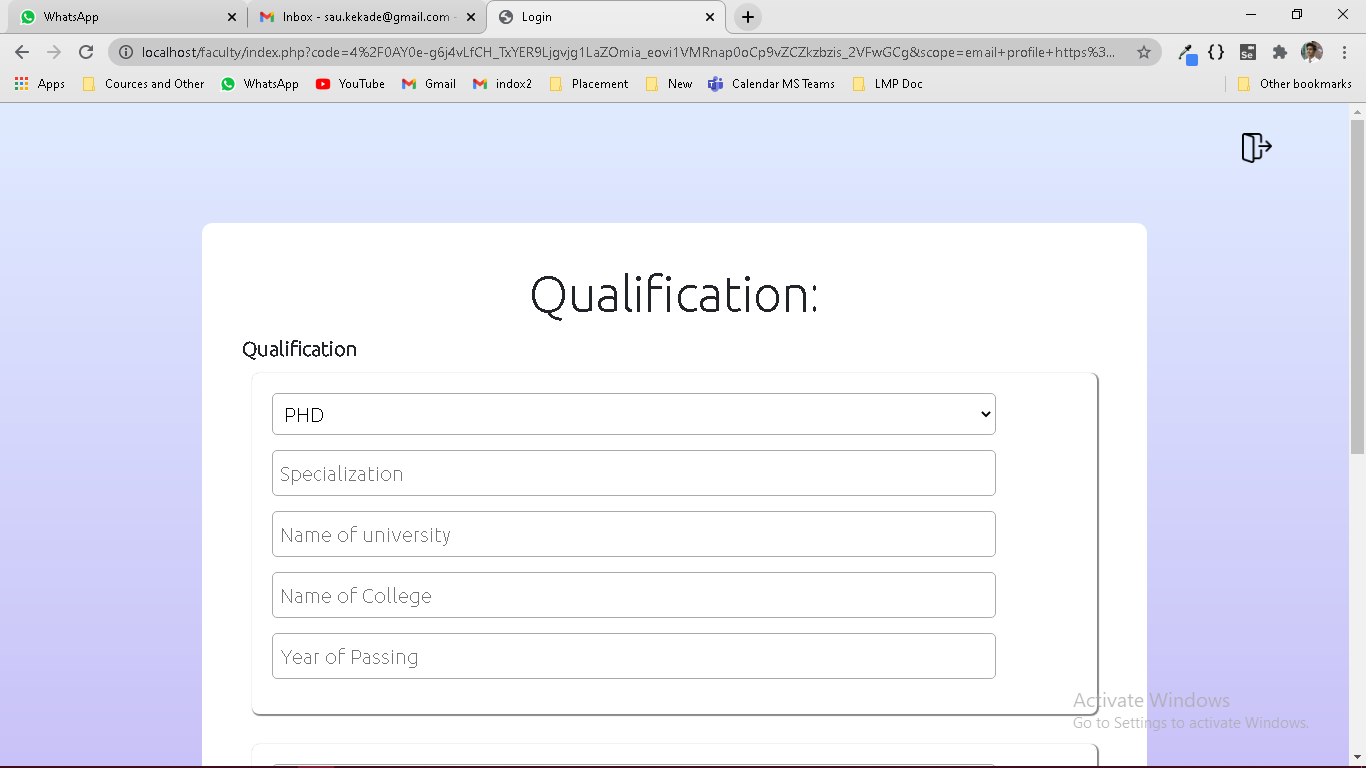 WhatsApp
Inbox - sau.kekade@gmail.com -
Login
localhost/faculty/index.php?code=4%2F0AY0e-g6j4vLfCH_TxYER9Ljgvjg1LaZOmia_eovi1VMRnap0oCp9vZCZkzbzis_2VFwGCg&scope=email+profile+https%3...
Se
Apps
Cources and Other
WhatsApp
YouTube
Gmail
indox2
Placement
New
Calendar MS Teams
LMP Doc
Other bookmarks
Qualification:
Qualification
PHD
Specialization
Name of university
Name of College
Year of Passing
Activate Windows
Go to Settings to activate Windows.